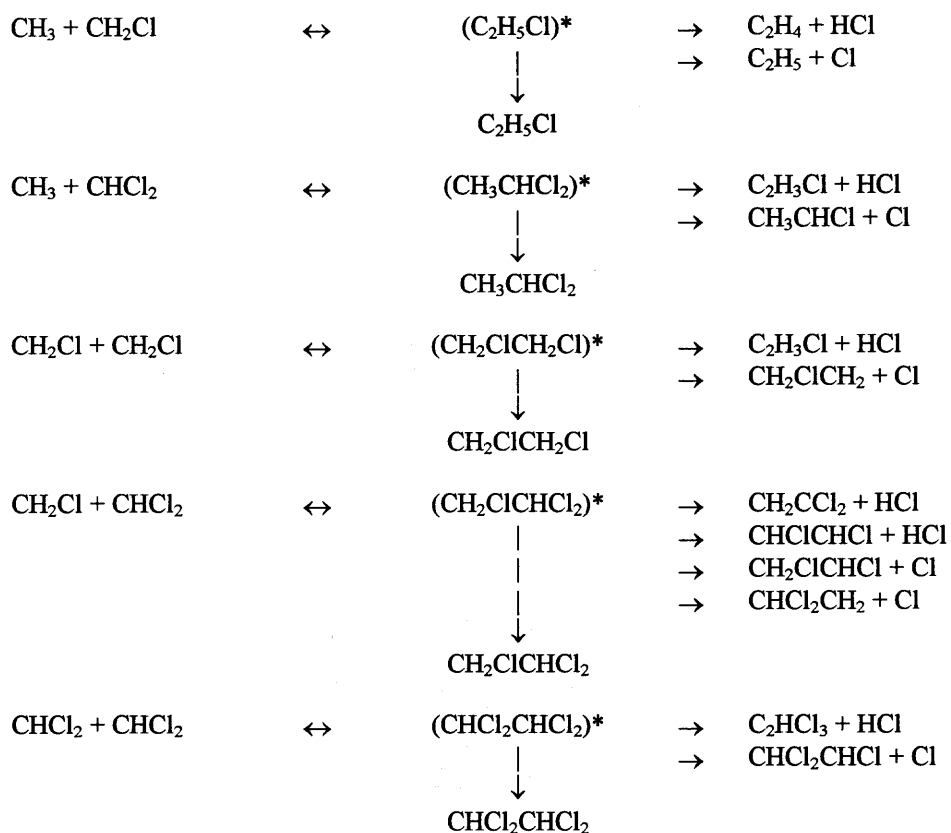 CH₃ + CH₂Cl ↔ (C₂H₅Cl)* → C₂H₄ + HCl
→ C₂H₅ + Cl
C₂H₅Cl
CH₃ + CHCl₂ ↔ (CH₃CHCl₂)* → C₂H₃Cl + HCl
→ CH₃CHCl + Cl
CH₃CHCl₂
CH₂Cl + CH₂Cl ↔ (CH₂ClCH₂Cl)* → C₂H₃Cl + HCl
→ CH₂ClCH₂ + Cl
CH₂ClCH₂Cl
CH₂Cl + CHCl₂ ↔ (CH₂ClCHCl₂)* → CH₂CCl₂ + HCl
→ CHClCHCl + HCl
→ CH₂ClCHCl + Cl
→ CHCl₂CH₂ + Cl
CH₂ClCHCl₂
CHCl₂ + CHCl₂ ↔ (CHCl₂CHCl₂)* → C₂HCl₃ + HCl
→ CHCl₂CHCl + Cl
CHCl₂CHCl₂